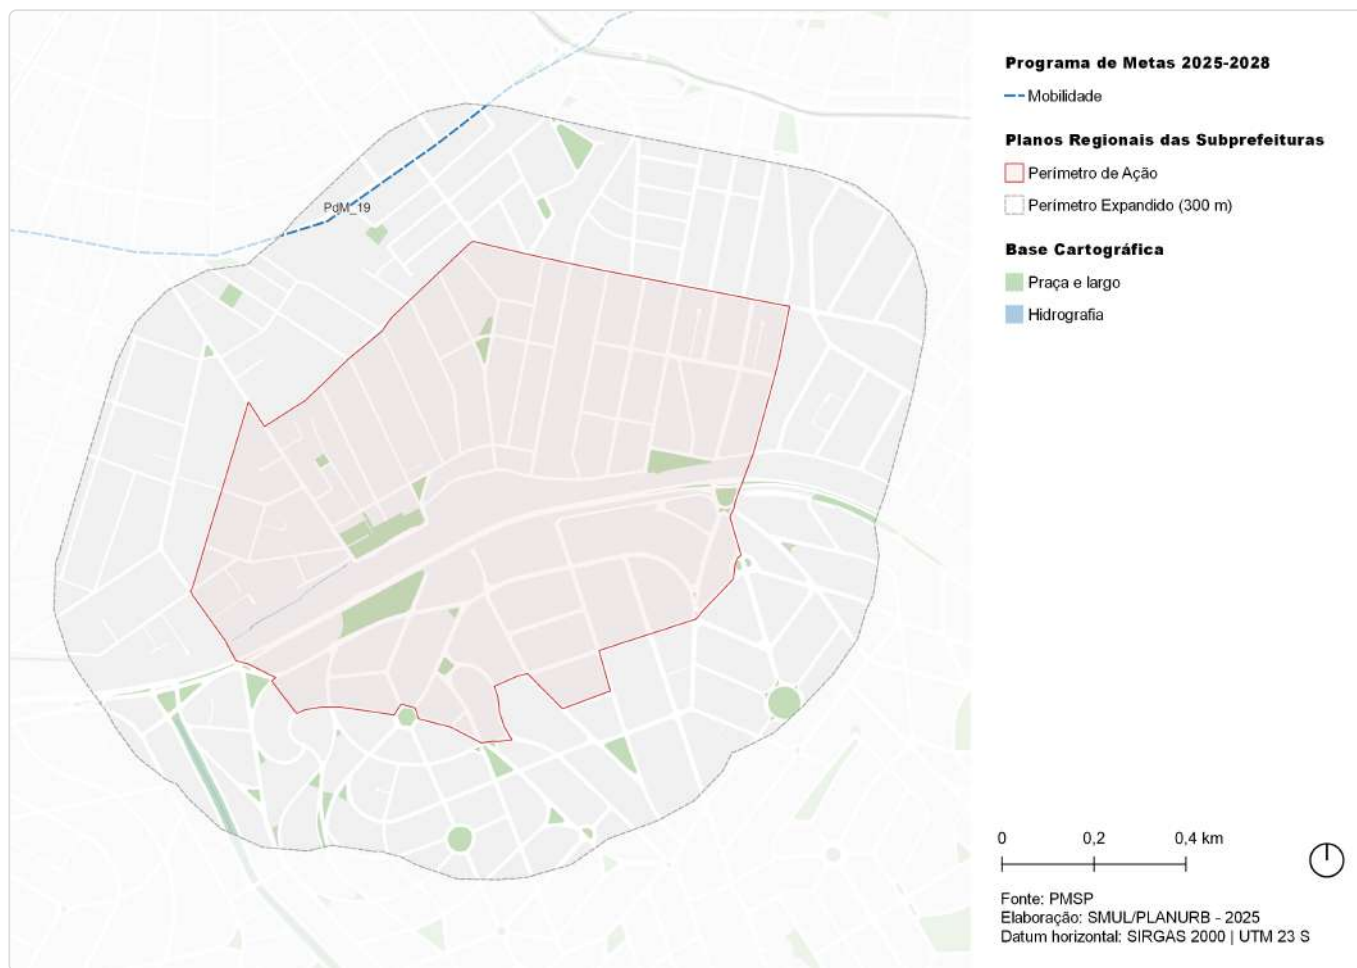 PdM_19
Programa de Metas 2025-2028
Mobilidade
Planos Regionais das Subprefeituras
Perímetro de Ação
Perímetro Expandido (300 m)
Base Cartográfica
Praça e largo
Hidrografia
0 0,2 0,4 km
Fonte: PMSP
Elaboração: SMUL/PLANURB - 2025
Datum horizontal: SIRGAS 2000 | UTM 23 S